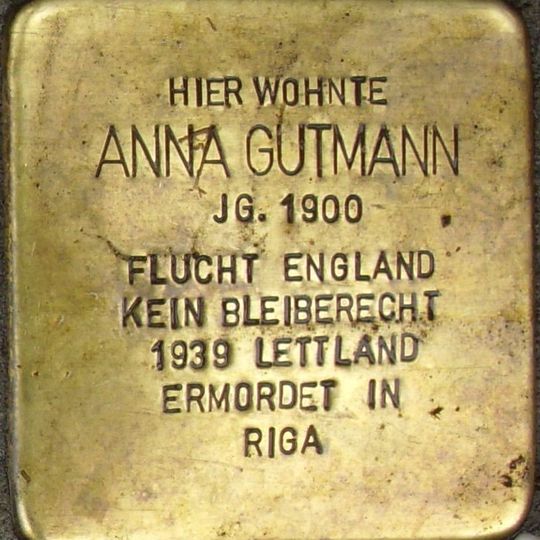 HIER WOHNTE
ANNA GUTMANN
JG. 1900
FLUCHT ENGLAND
KEIN BLEIBERECHT
1939 LETTLAND
ERMORDET IN
RIGA